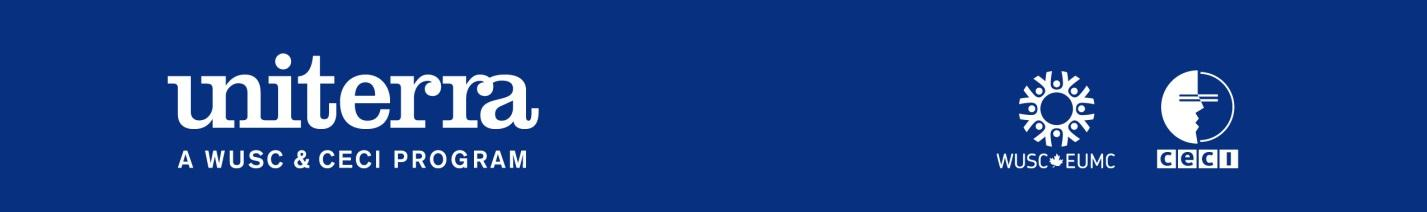 uniterra
A WUSC & CECI PROGRAM
WUSC EUMC
ceci